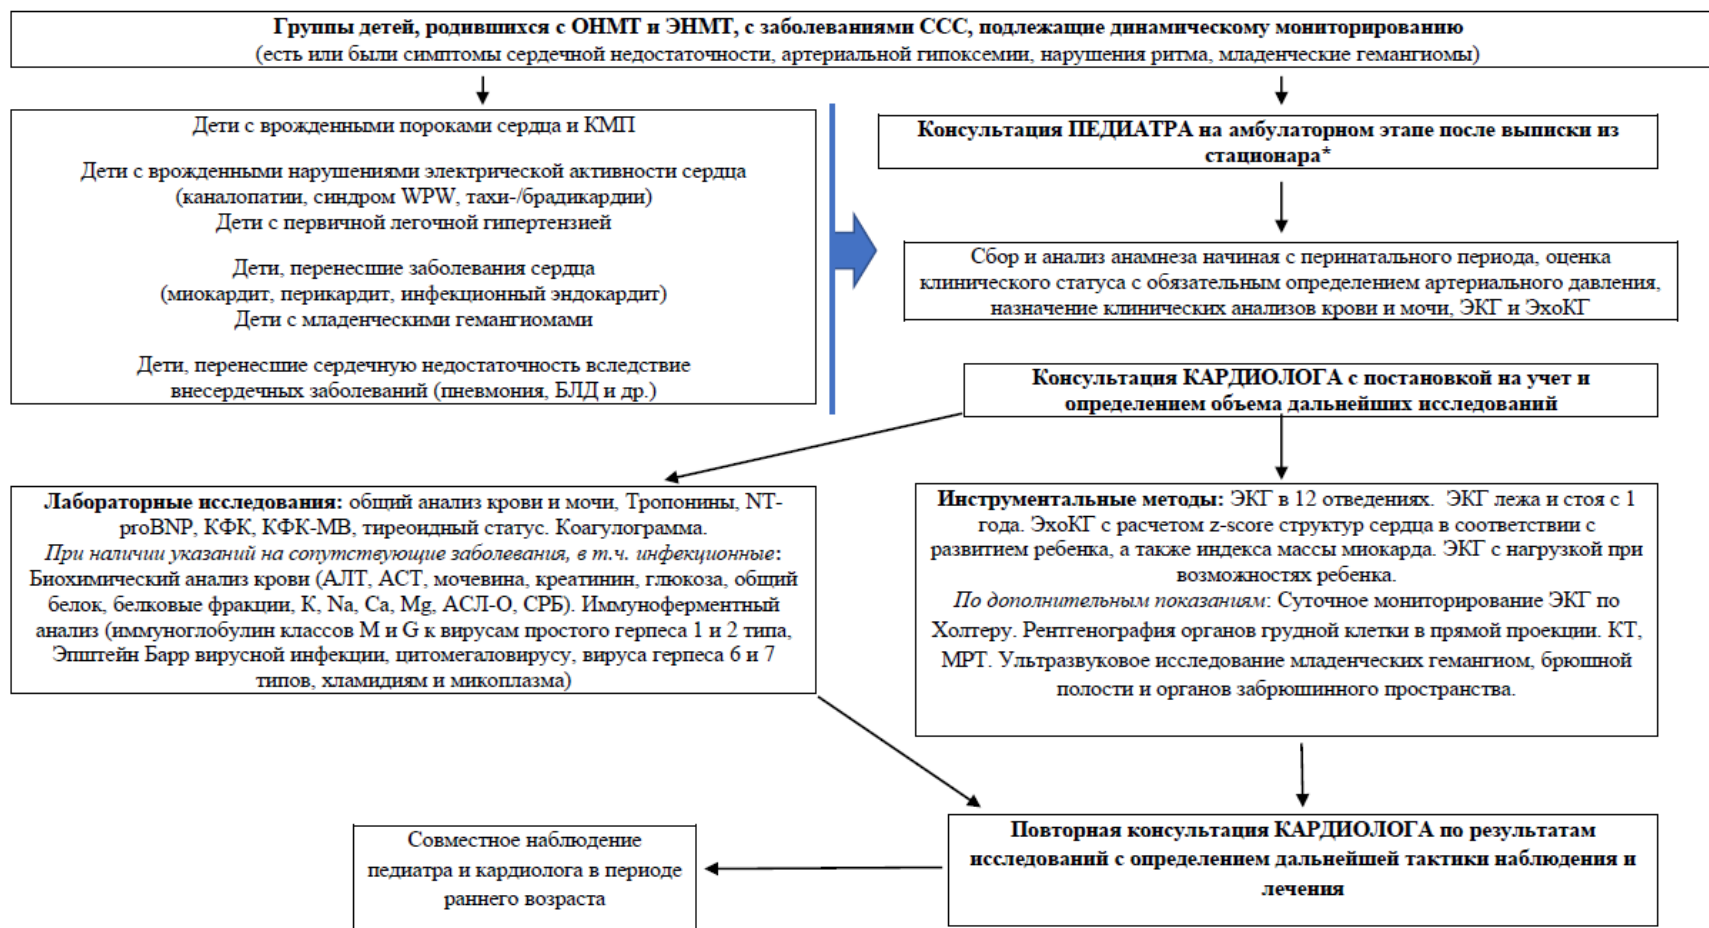 Группы детей, родившихся с ОНМТ и ЭНМТ, с заболеваниями ССС, подлежащие динамическому мониторированию
(есть или были симптомы сердечной недостаточности, артериальной гипоксемии, нарушения ритма, младенческие гемангиомы)
Дети с врожденными пороками сердца и КМП
Дети с врожденными нарушениями электрической активности сердца
(каналопатии, синдром WPW, тахи-/брадикардии)
Дети с первичной легочной гипертензией
Дети, перенесшие заболевания сердца
(миокардит, перикардит, инфекционный эндокардит)
Дети с младенческими гемангиомами
Дети, перенесшие сердечную недостаточность вследствие
внесердечных заболеваний (пневмония, БЛД и др.)
Консультация ПЕДИАТРА на амбулаторном этапе после выписки из
стационара*
Сбор и анализ анамнеза начиная с перинатального периода, оценка
клинического статуса с обязательным определением артериального давления,
назначение клинических анализов крови и мочи, ЭКГ и ЭхоКГ
Консультация КАРДИОЛОГА с постановкой на учет и
определением объема дальнейших исследований
Лабораторные исследования: общий анализ крови и мочи, Тропонины, NT-
proBNP, КФК, КФК-МВ, тиреоидный статус. Коагулограмма.
При наличии указаний на сопутствующие заболевания, в т.ч. инфекционные:
Биохимический анализ крови (АЛТ, АСТ, мочевина, креатинин, глюкоза, общий
белок, белковые фракции, К, Na, Ca, Mg, АСЛ-О, СРБ). Иммуноферментный
анализ (иммуноглобулин классов M и G к вирусам простого герпеса 1 и 2 типа,
Эпштейн Барр вирусной инфекции, цитомегаловирусу, вируса герпеса 6 и 7
типов, хламидиям и микоплазма)
Инструментальные методы: ЭКГ в 12 отведениях. ЭКГ лежа и стоя с 1
года. ЭхоКГ с расчетом z-score структур сердца в соответствии с
развитием ребенка, а также индекса массы миокарда. ЭКГ с нагрузкой при
возможностях ребенка.
По дополнительным показаниям: Суточное мониторирование ЭКГ по
Холтеру. Рентгенография органов грудной клетки в прямой проекции. КТ,
МРТ. Ультразвуковое исследование младенческих гемангиом, брюшной
полости и органов забрюшинного пространства.
Повторная консультация КАРДИОЛОГА по результатам
исследований с определением дальнейшей тактики наблюдения и
лечения
Совместное наблюдение
педиатра и кардиолога в периоде
раннего возраста